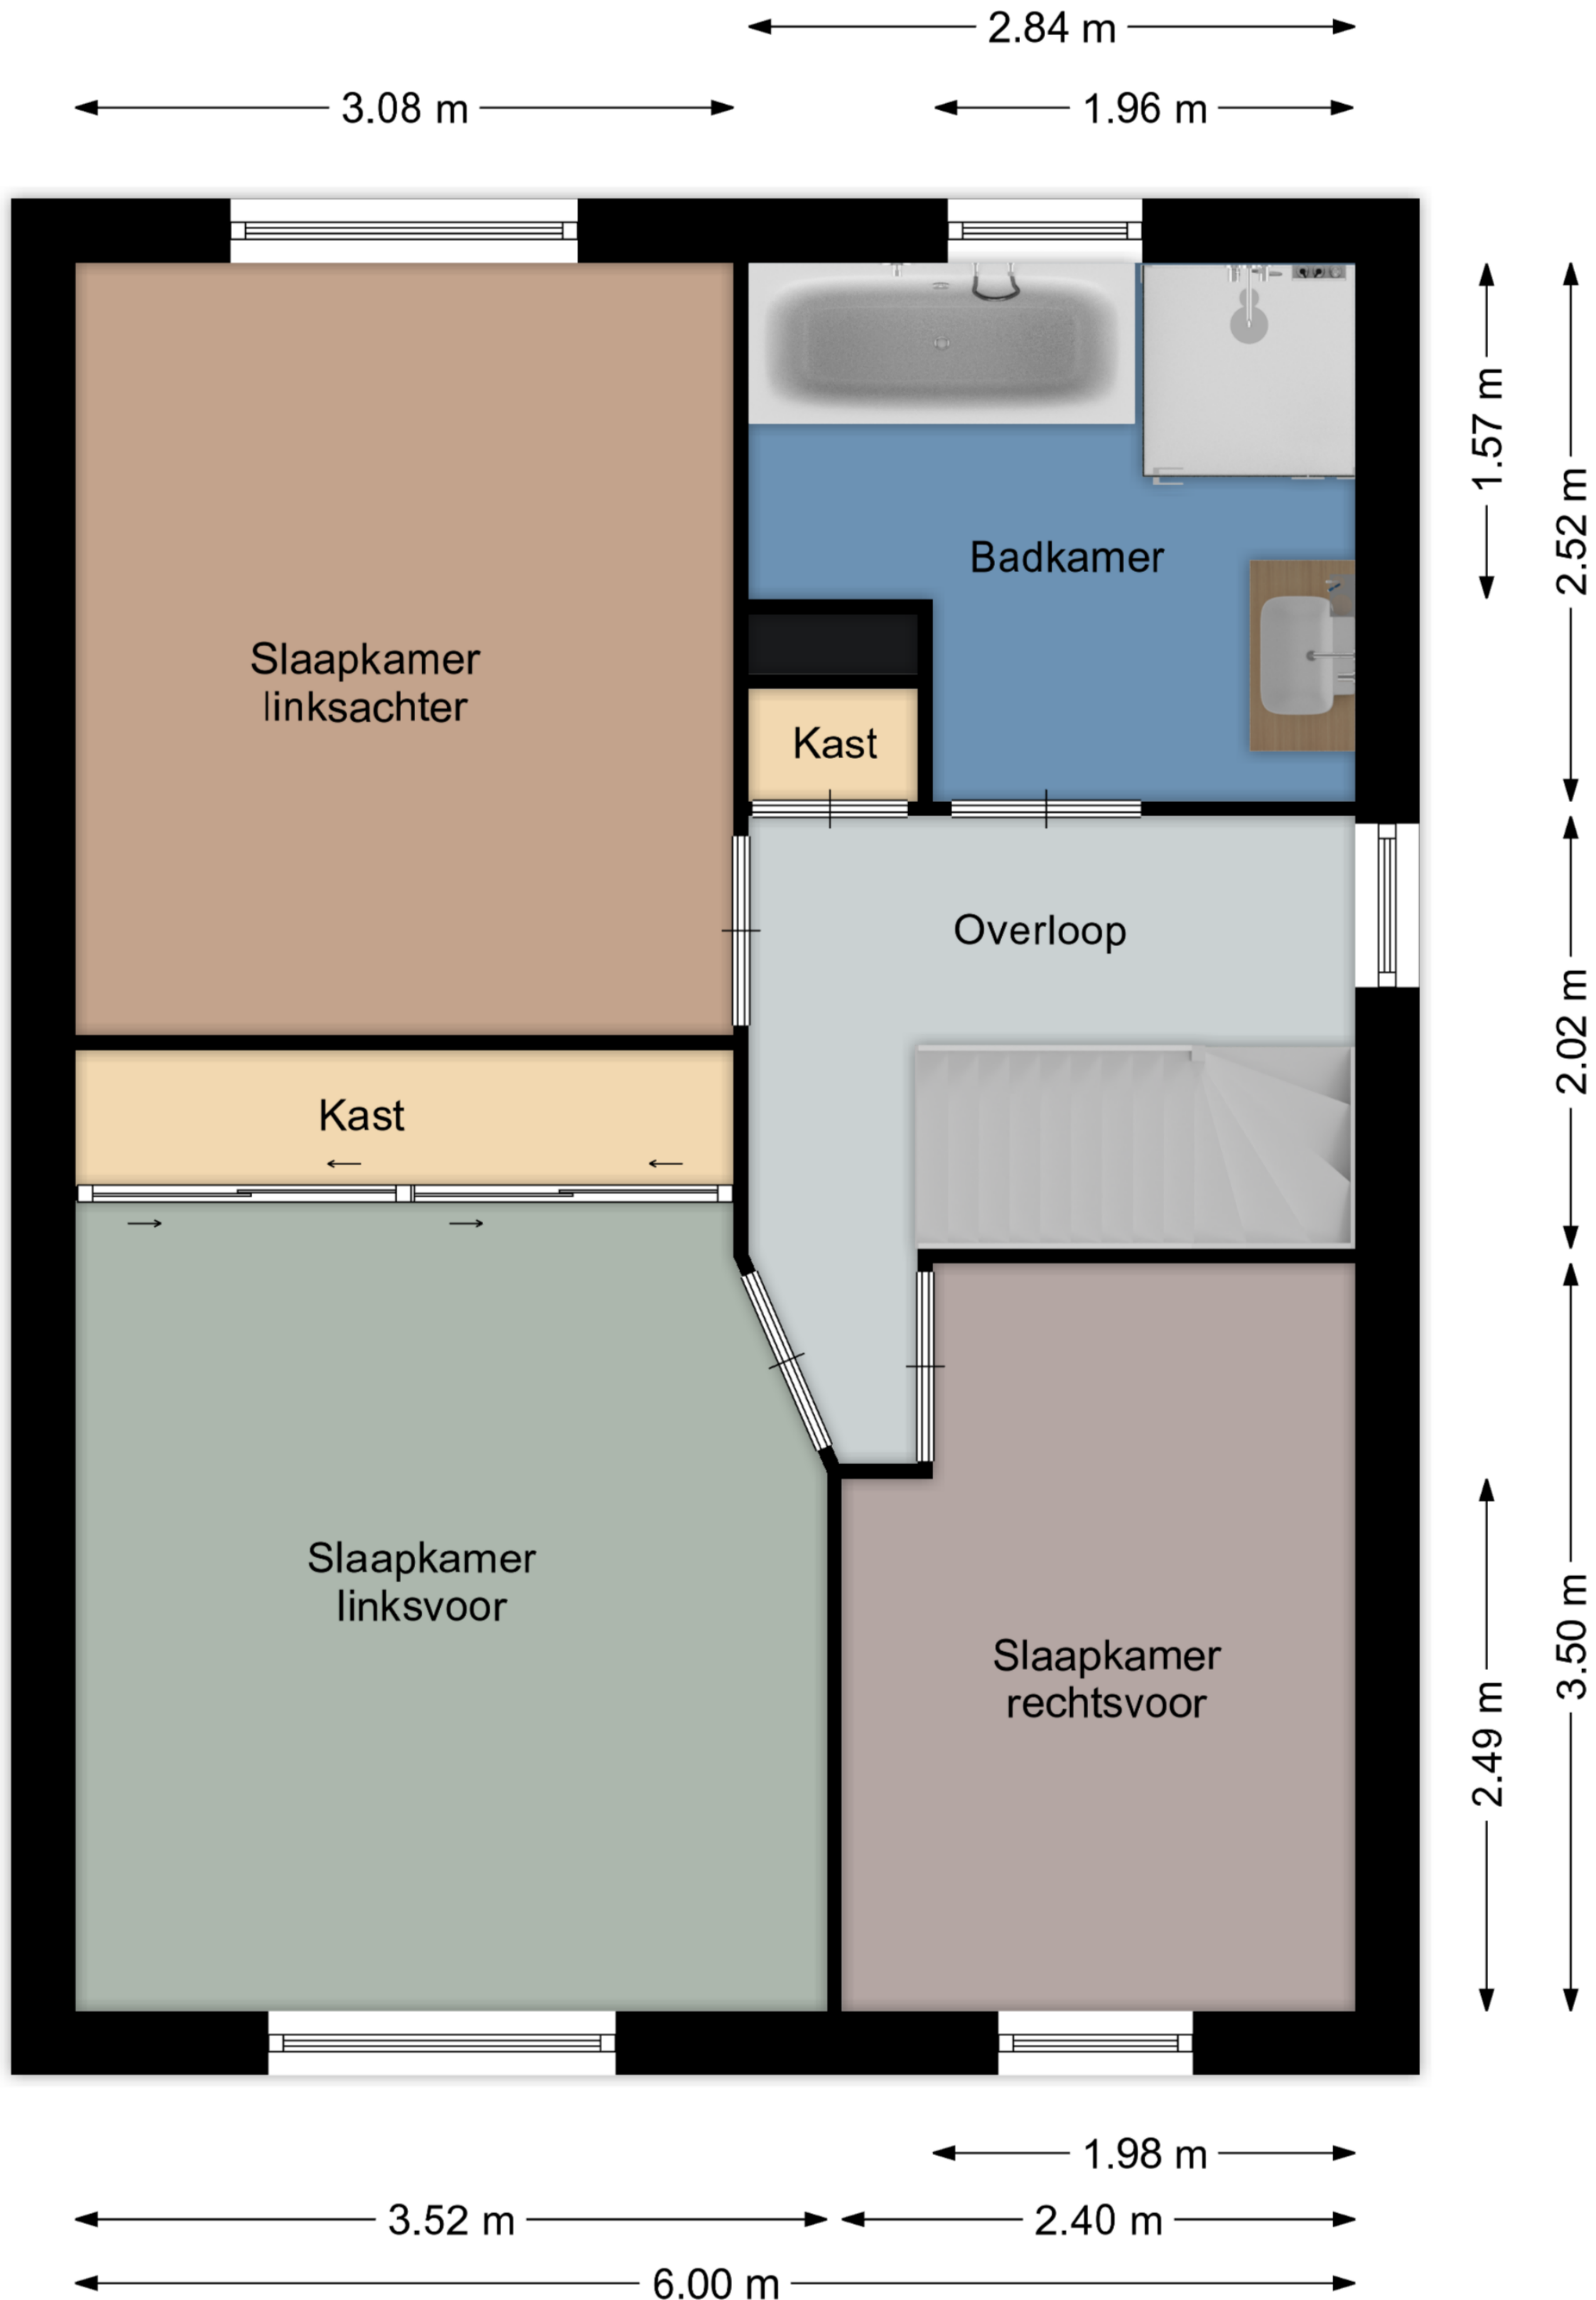 2.84 m
3.08 m
1.96 m
1.57 m
2.52 m
Badkamer
Slaapkamer
linksachter
Kast
Overloop
2.02 m
Kast
Slaapkamer
linksvoor
Slaapkamer
rechtsvoor
3.50 m
2.49 m
1.98 m
3.52 m
2.40 m
6.00 m